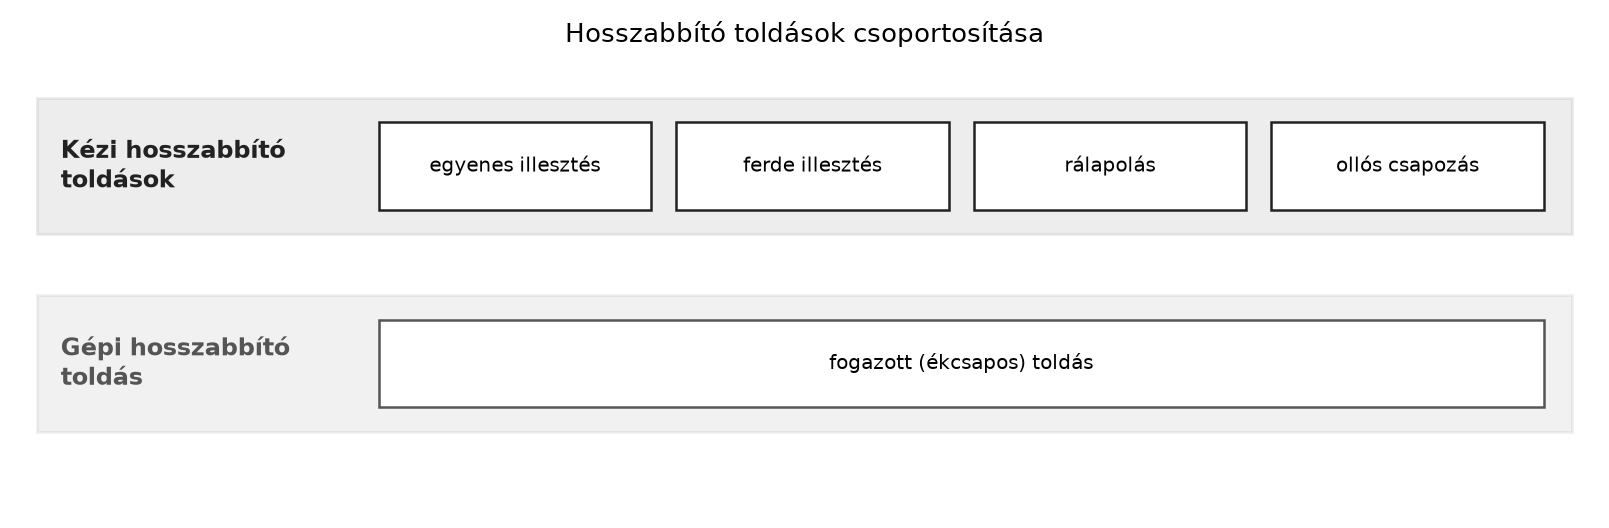 Hosszabbító toldások csoportosítása
Kézi hosszabbító
toldások
egyenes illesztés
ferde illesztés
rálapolás
ollós csapozás
Gépi hosszabbító
toldás
fogazott (ékcsapos) toldás